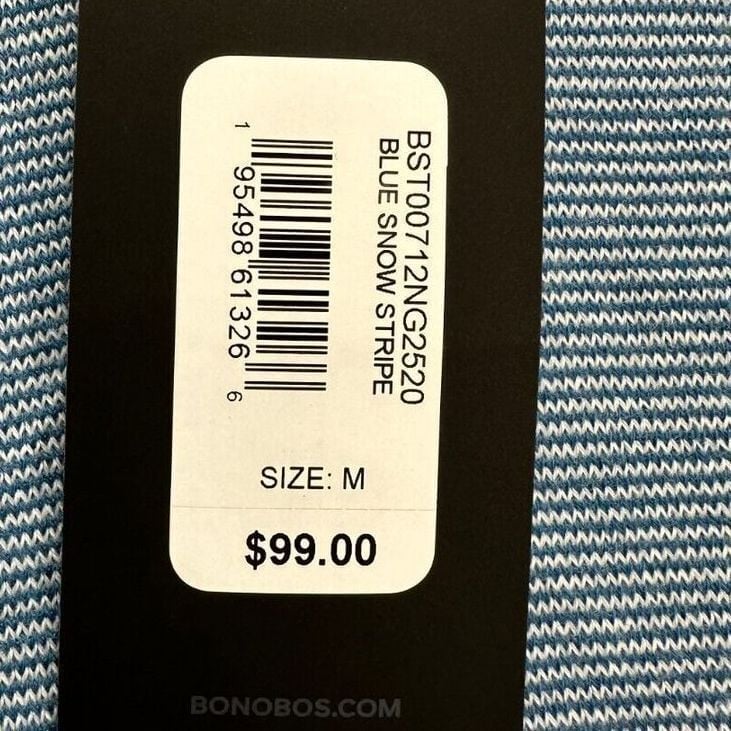 BST00712NG2520
BLUE SNOW STRIPE
1 95498 61326 6
SIZE: M
$99.00
BONOBOS.COM